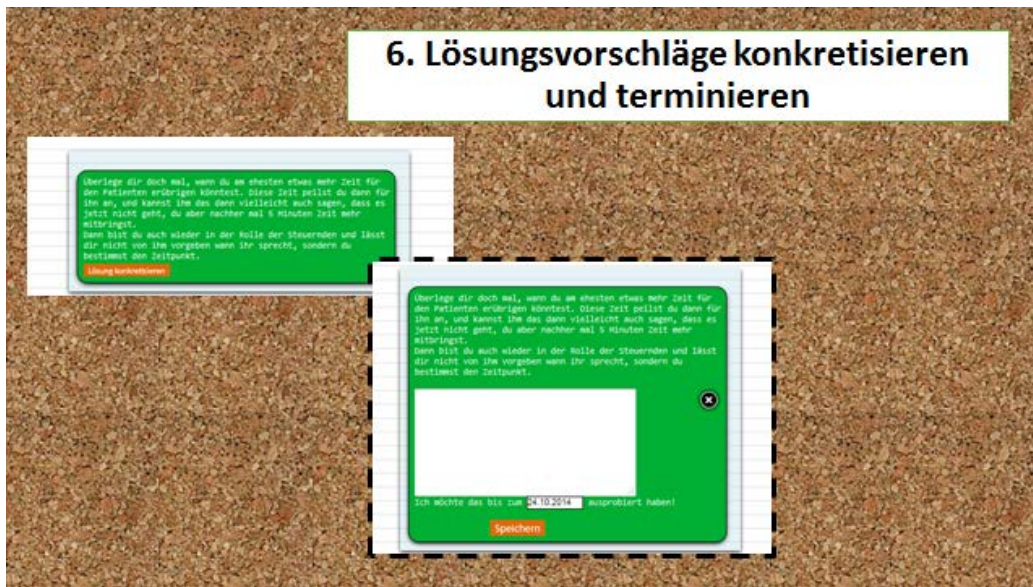 6. Lösungsvorschläge konkretisieren
und terminieren
Überlege dir doch mal, wann du am ehesten etwas mehr Zeit für
den Patienten erübrigen könntest. Diese Zeit peilst du dann für
ihn an, und kannst ihm das dann vielleicht auch sagen, dass es
jetzt nicht geht, du aber nachher mal 5 Minuten Zeit mehr
mitbringst.
Dann bist du auch wieder in der Rolle der Steuernden und lässt
dir nicht von ihm vorgeben wann ihr sprecht, sondern du
bestimmst den Zeitpunkt.
Lösung konkretisieren
Überlege dir doch mal, wann du am ehesten etwas mehr Zeit für
den Patienten erübrigen könntest. Diese Zeit peilst du dann für
ihn an, und kannst ihm das dann vielleicht auch sagen, dass es
jetzt nicht geht, du aber nachher mal 5 Minuten Zeit mehr
mitbringst.
Dann bist du auch wieder in der Rolle der Steuernden und lässt
dir nicht von ihm vorgeben wann ihr sprecht, sondern du
bestimmst den Zeitpunkt.
Ich möchte das bis zum 24.10.2014 ausprobiert haben!
Speichern